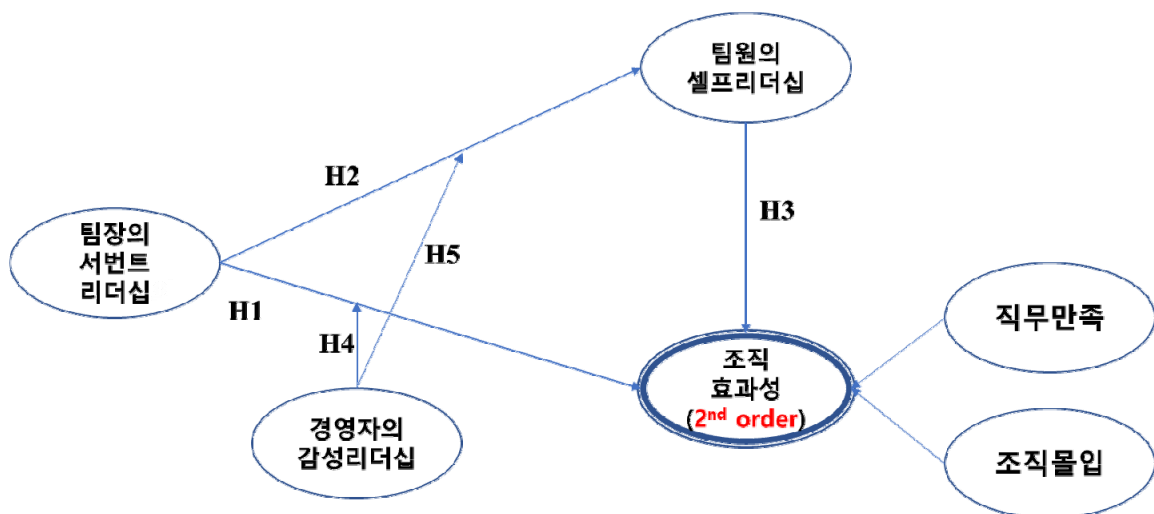 팀원의
셀프리더십
H2
H3
팀장의
서번트
리더십
H5
H1
H4
직무만족
조직
효과성
(2nd order)
경영자의
감성리더십
조직몰입